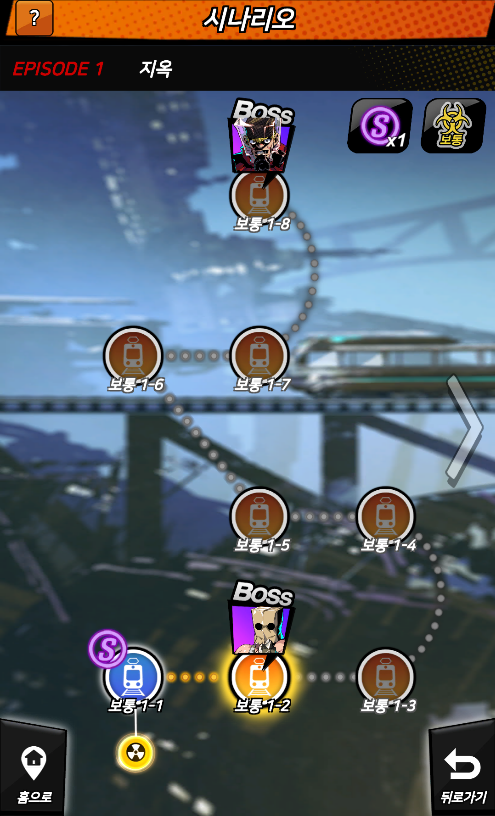 ?
시나리오
EPISODE 1 지옥
BOSS
S x1
보통
보통 1-8
보통 1-6
보통 1-7
보통 1-5
보통 1-4
BOSS
S
보통 1-1
보통 1-2
보통 1-3
홈으로
뒤로가기